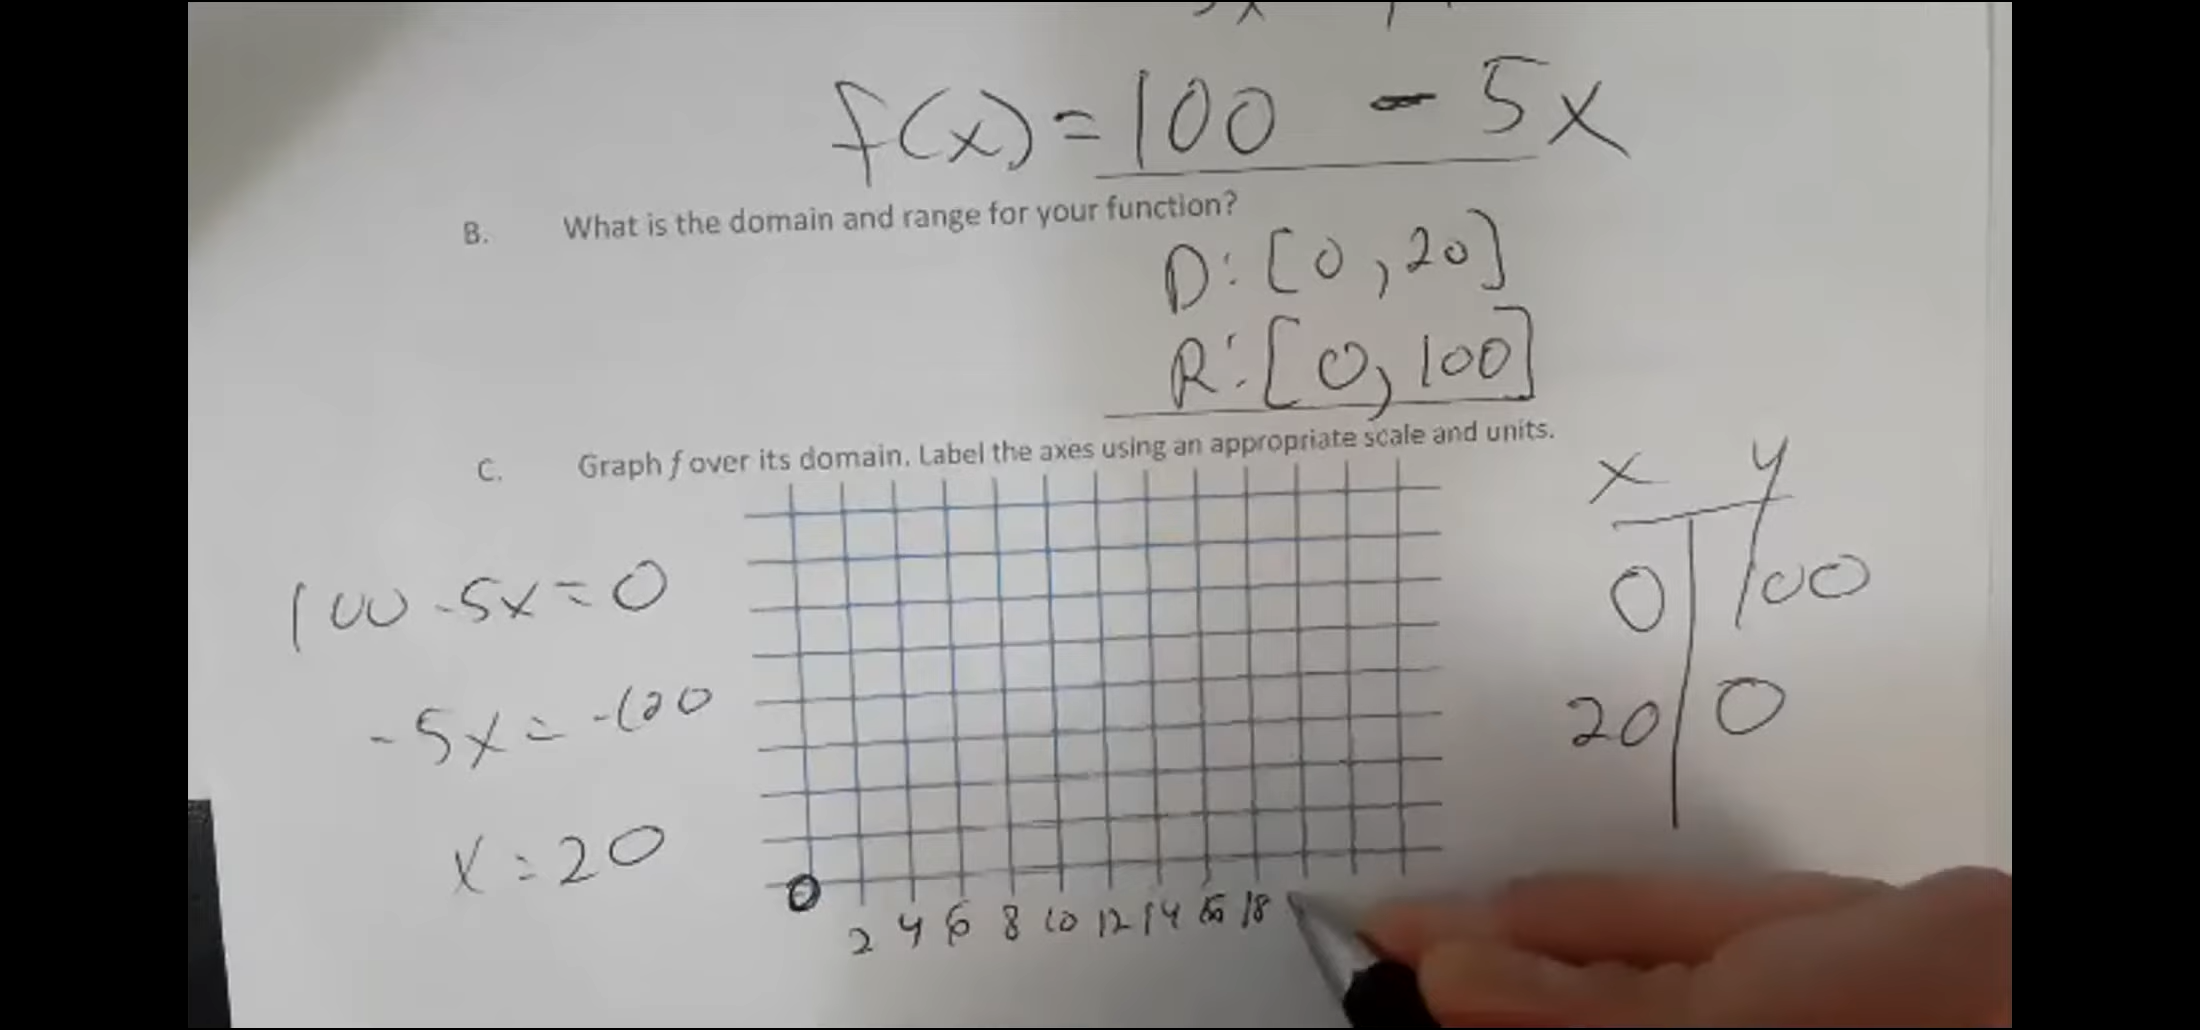 f(x) = 100 - 5x
B. What is the domain and range for your function?
D: [0, 20]
R: [0, 100]
C. Graph f over its domain. Label the axes using an appropriate scale and units.
x y
0 100
20 0
100 - 5x = 0
-5x = -100
x = 20
0
2 4 6 8 10 12 14 16 18